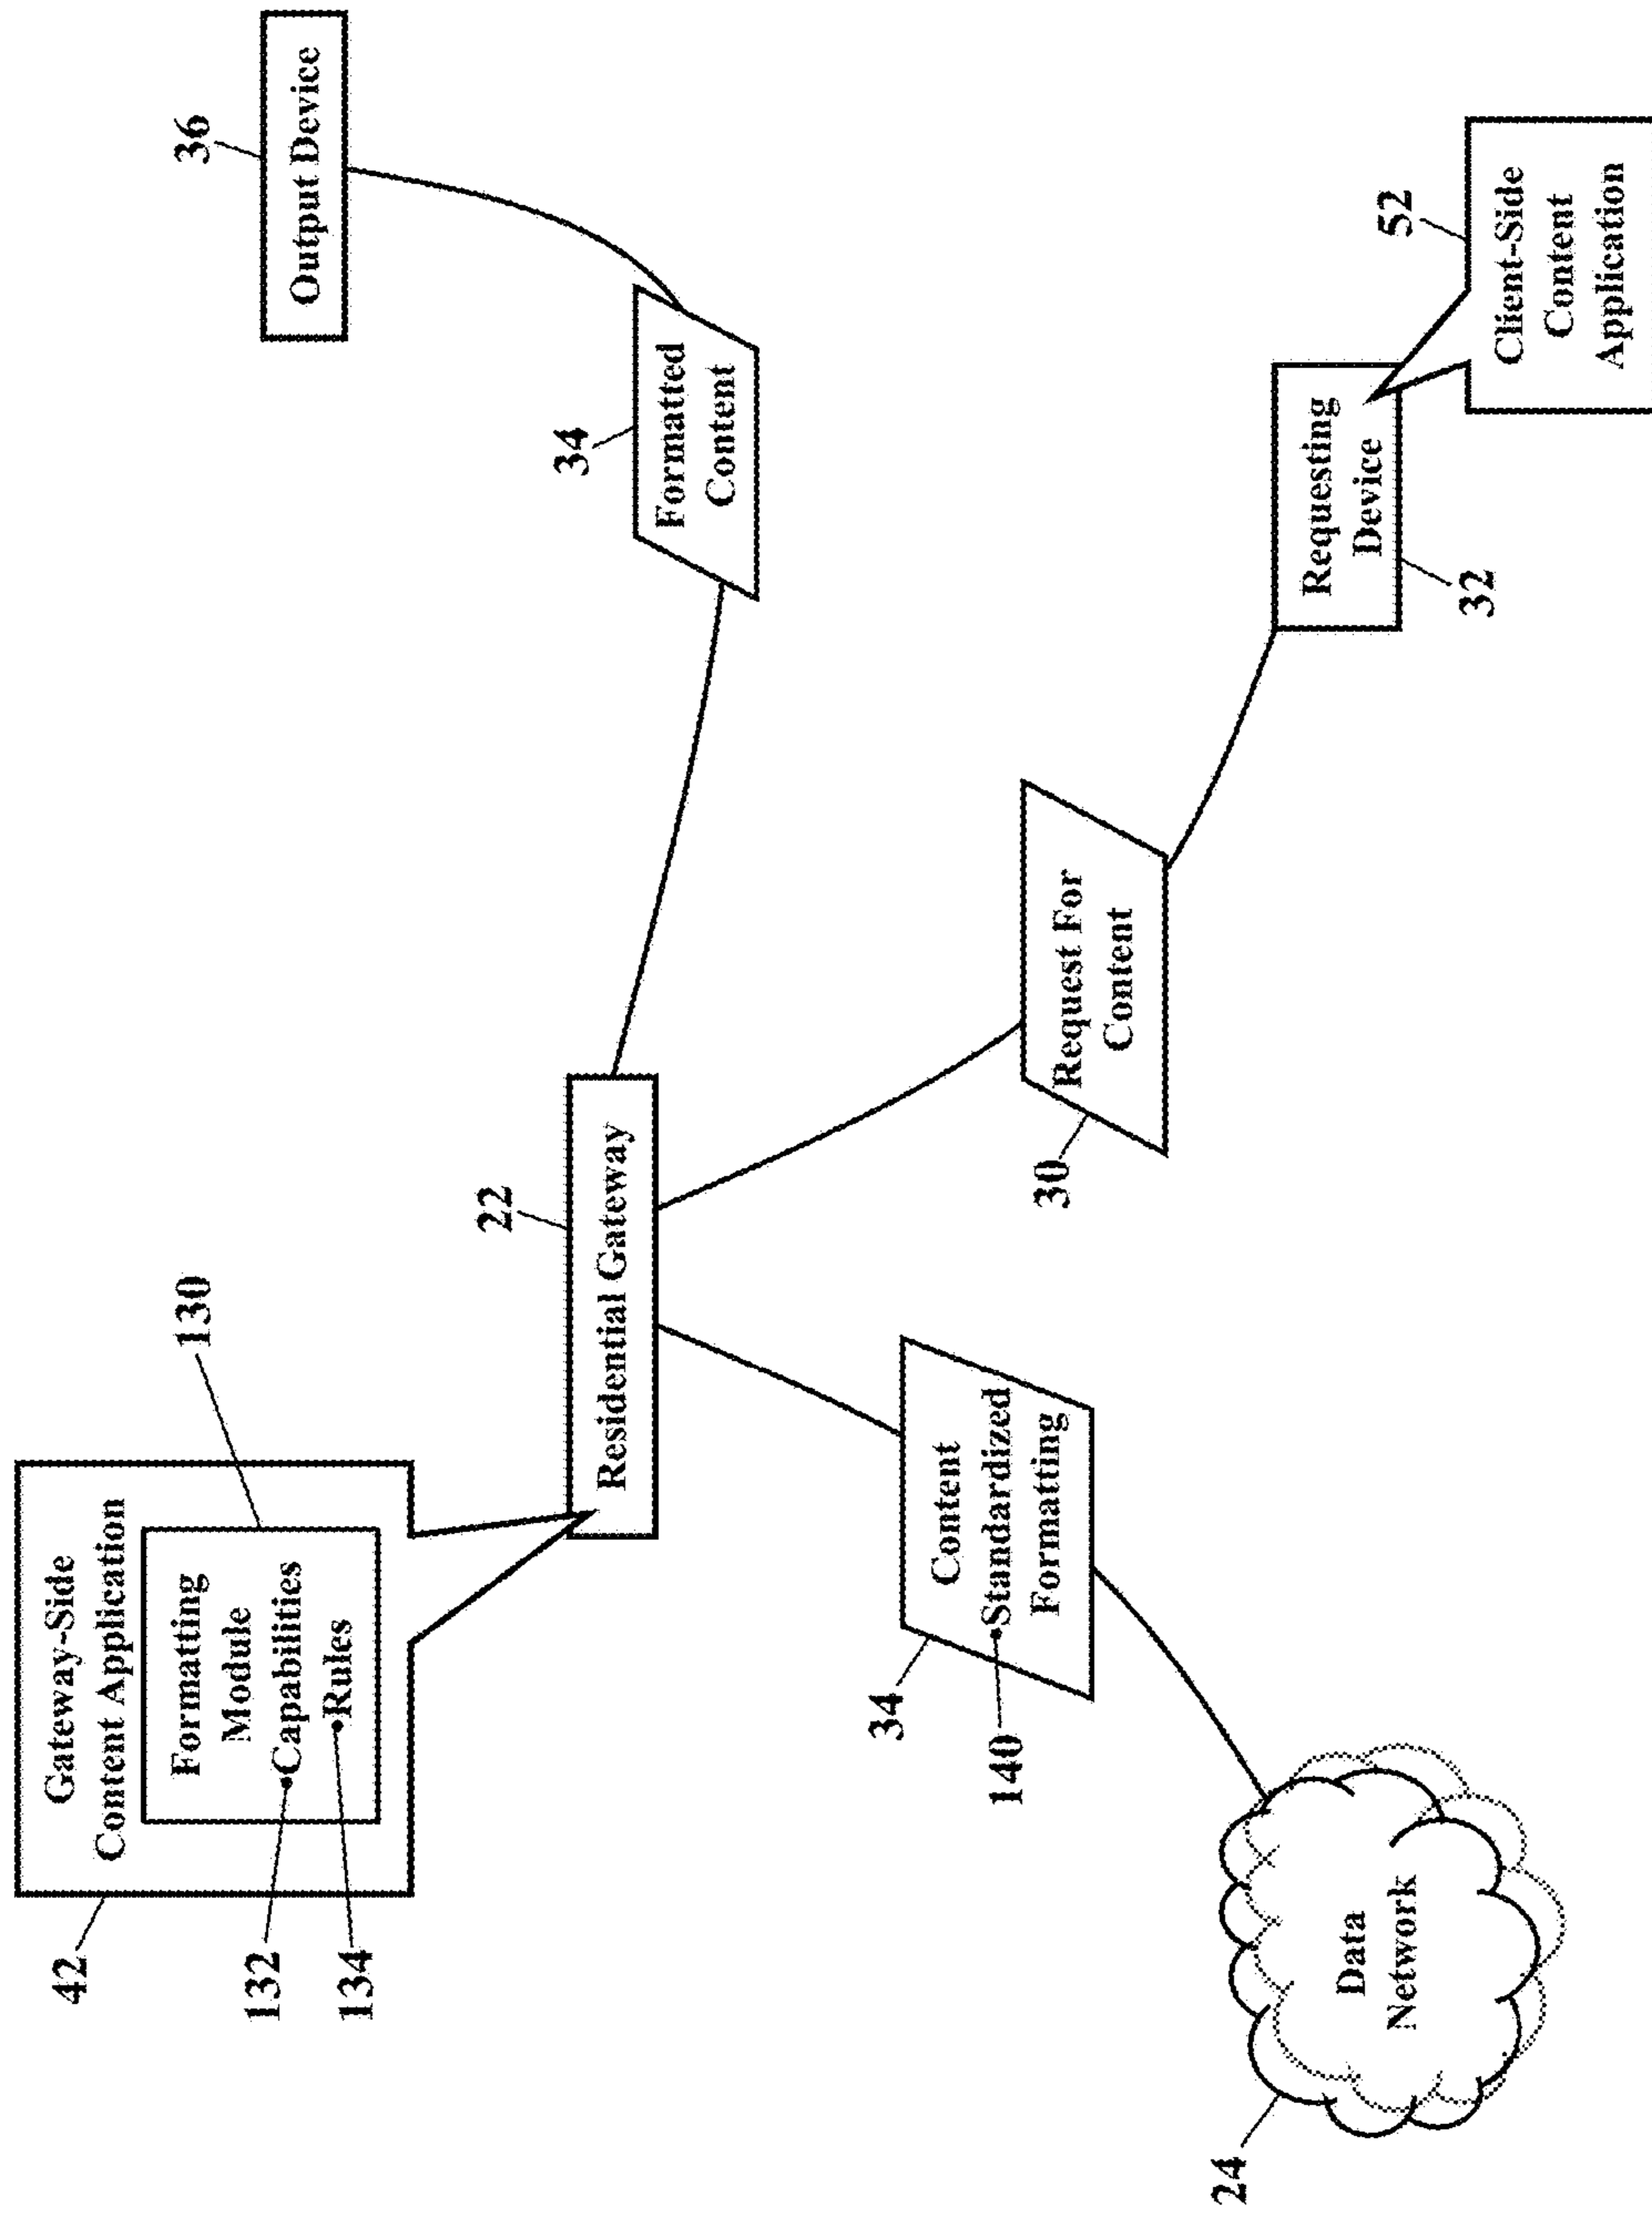 42
Gateway-Side
Content Application
Formatting
Module
Capabilities
Rules
130
132
134
36
Output Device
22
Residential Gateway
34
Formatted
Content
34
Content
Standardized
Formatting
140
30
Request For
Content
Requesting
Device
32
52
Client-Side
Content
Application
24
Data
Network